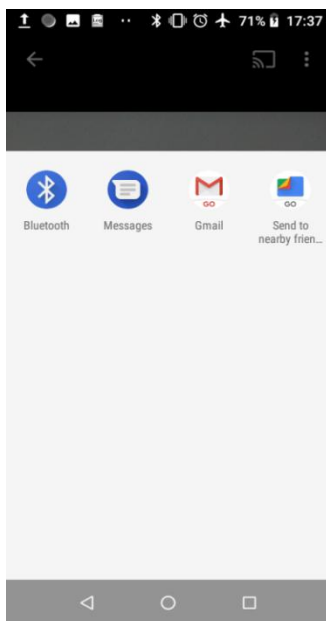 71% 17:37
Bluetooth
Messages
Gmail
Send to
nearby frien...
GO
GO